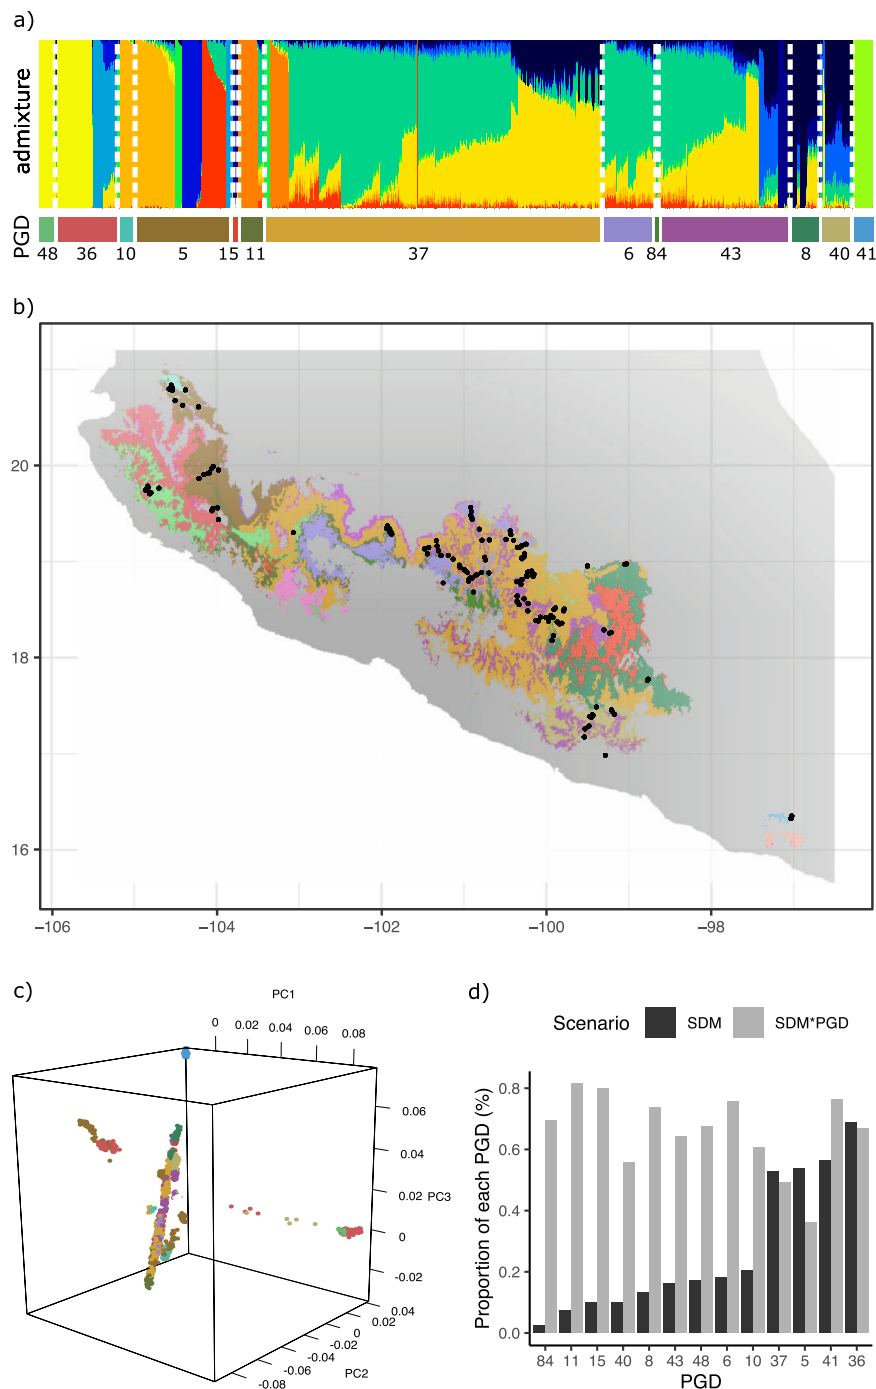 a)
admixture
PGD
48 36 10 5 15 11 37 6 84 43 8 40 41
b)
20
18
16
−106 −104 −102 −100 −98
c)
PC1
0 0.02 0.04 0.06 0.08
0.06
0.04
0.02
PC3
0
-0.02
0.04
0.02
0
-0.02
-0.04
-0.06
-0.08
PC2
d)
Scenario SDM SDM*PGD
Proportion of each PGD (%)
0.8
0.6
0.4
0.2
0.0
84 11 15 40 8 43 48 6 10 37 5 41 36
PGD